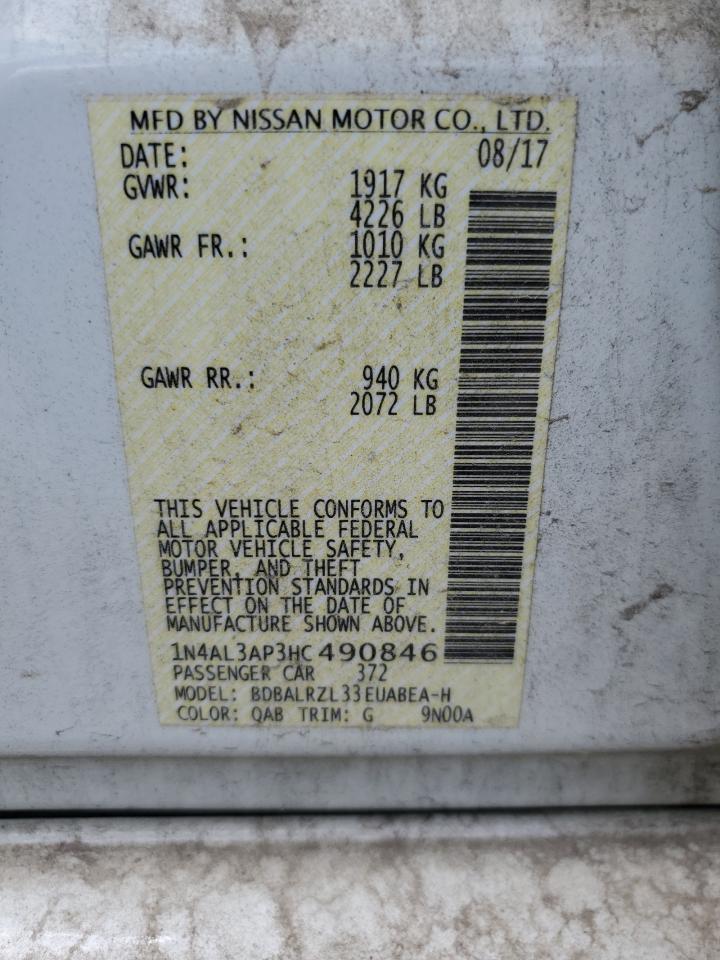 MFD BY NISSAN MOTOR CO., LTD.
DATE: 08/17
GVWR: 1917 KG
4226 LB
GAWR FR.: 1010 KG
2227 LB
GAWR RR.: 940 KG
2072 LB
THIS VEHICLE CONFORMS TO
ALL APPLICABLE FEDERAL
MOTOR VEHICLE SAFETY,
BUMPER, AND THEFT
PREVENTION STANDARDS IN
EFFECT ON THE DATE OF
MANUFACTURE SHOWN ABOVE.
1N4AL3AP3HC490846
PASSENGER CAR 372
MODEL: BDBALRZL33EUABEA-H
COLOR: QAB TRIM: G 9N00A